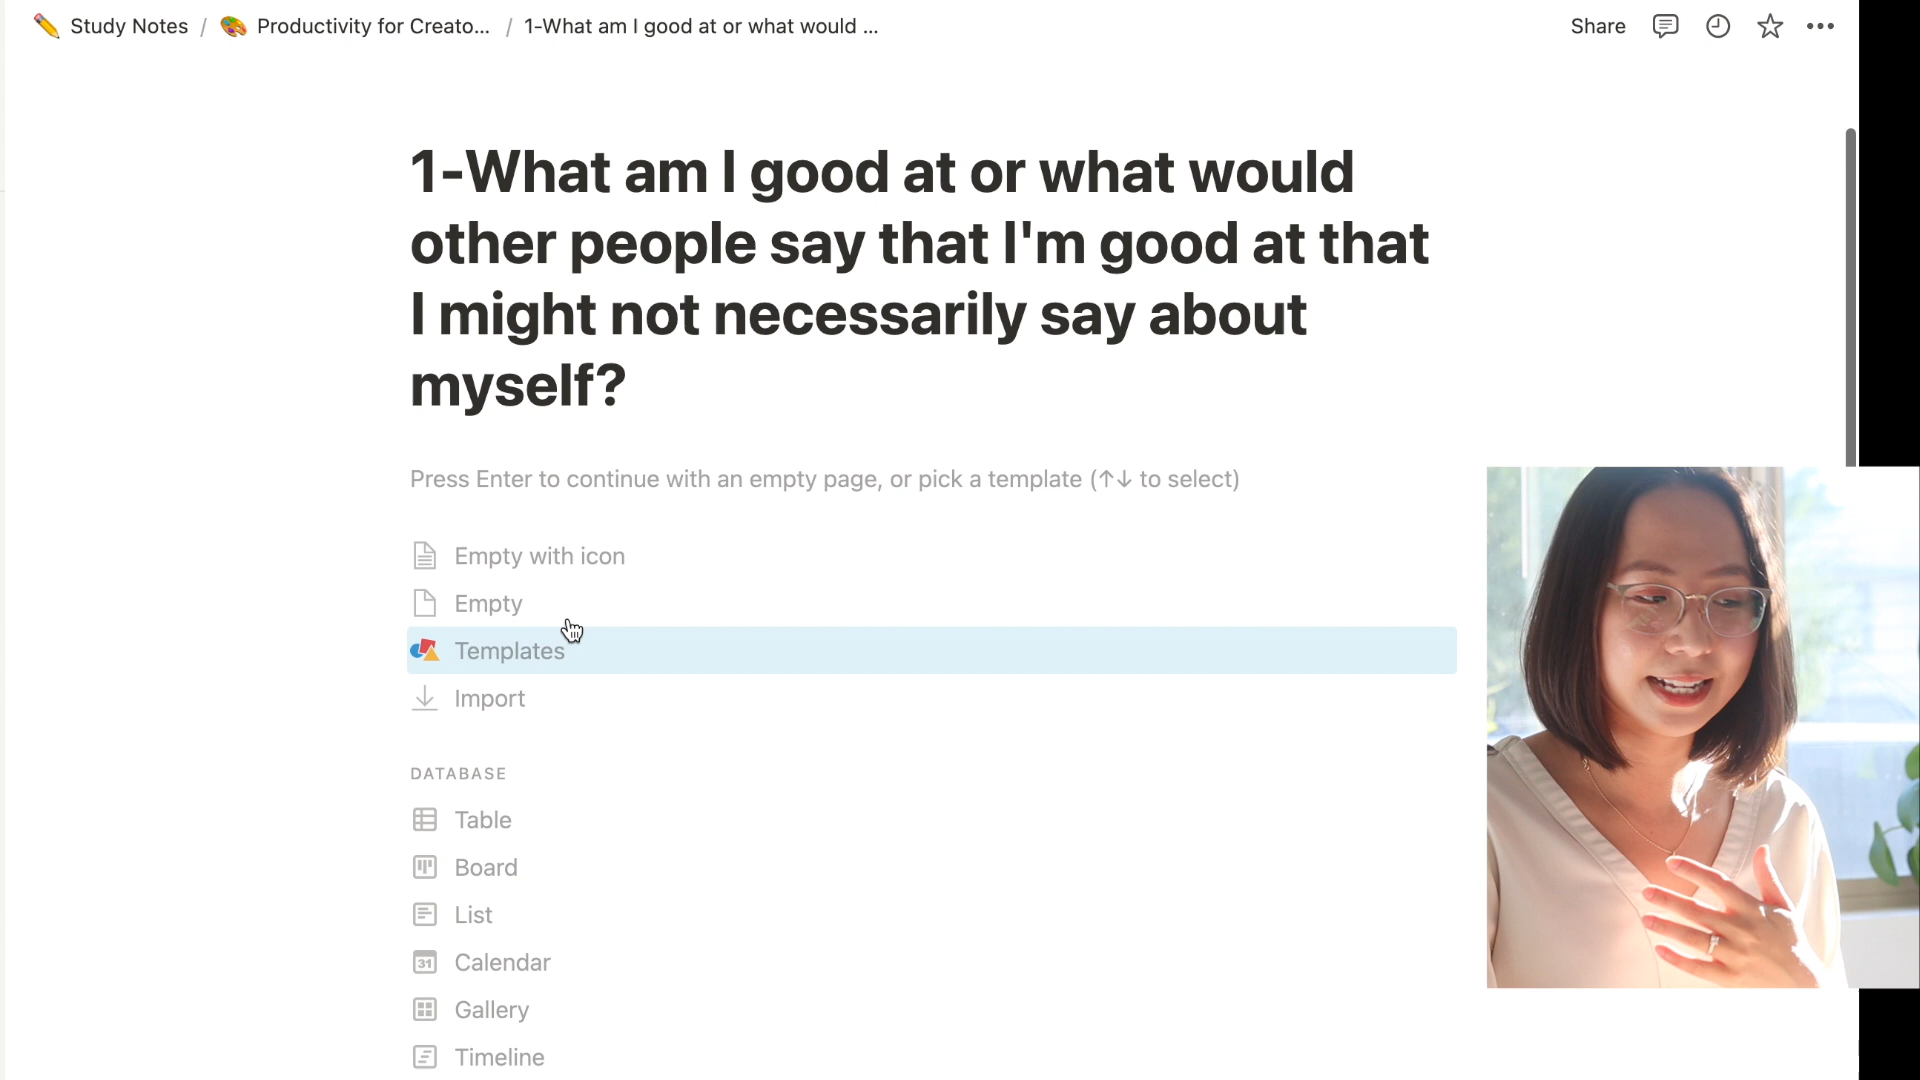 Study Notes / Productivity for Creato... / 1-What am I good at or what would ...
Share
1-What am I good at or what would
other people say that I'm good at that
I might not necessarily say about
myself?
Press Enter to continue with an empty page, or pick a template (↑↓ to select)
Empty with icon
Empty
Templates
Import
DATABASE
Table
Board
List
31 Calendar
Gallery
Timeline